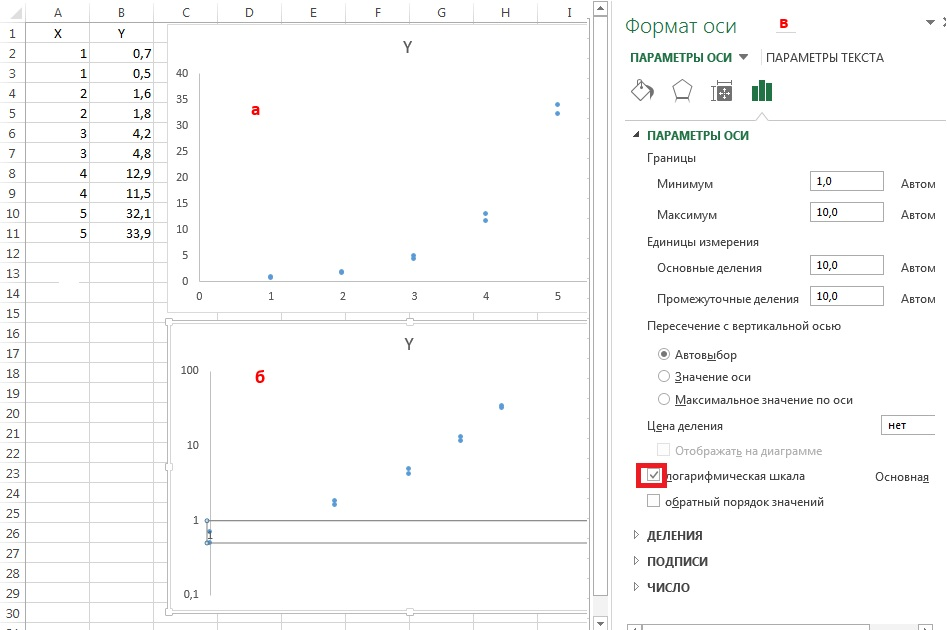 A B C D E F G H I
1 X Y
2 1 0,7
3 1 0,5
4 2 1,6
5 2 1,8
6 3 4,2
7 3 4,8
8 4 12,9
9 4 11,5
10 5 32,1
11 5 33,9
12
13
14
15
16
17
18
19
20
21
22
23
24
25
26
27
28
29
30
Y
а
40
35
30
25
20
15
10
5
0
0 1 2 3 4 5
Y
б
100
10
1
0,1
1
Формат оси
в
ПАРАМЕТРЫ ОСИ ПАРАМЕТРЫ ТЕКСТА
ПАРАМЕТРЫ ОСИ
Границы
Минимум 1,0 Автом
Максимум 10,0 Автом
Единицы измерения
Основные деления 10,0 Автом
Промежуточные деления 10,0 Автом
Пересечение с вертикальной осью
Автовыбор
Значение оси
Максимальное значение по оси
Цена деления нет
Отображать на диаграмме
логарифмическая шкала Основная
обратный порядок значений
ДЕЛЕНИЯ
ПОДПИСИ
ЧИСЛО